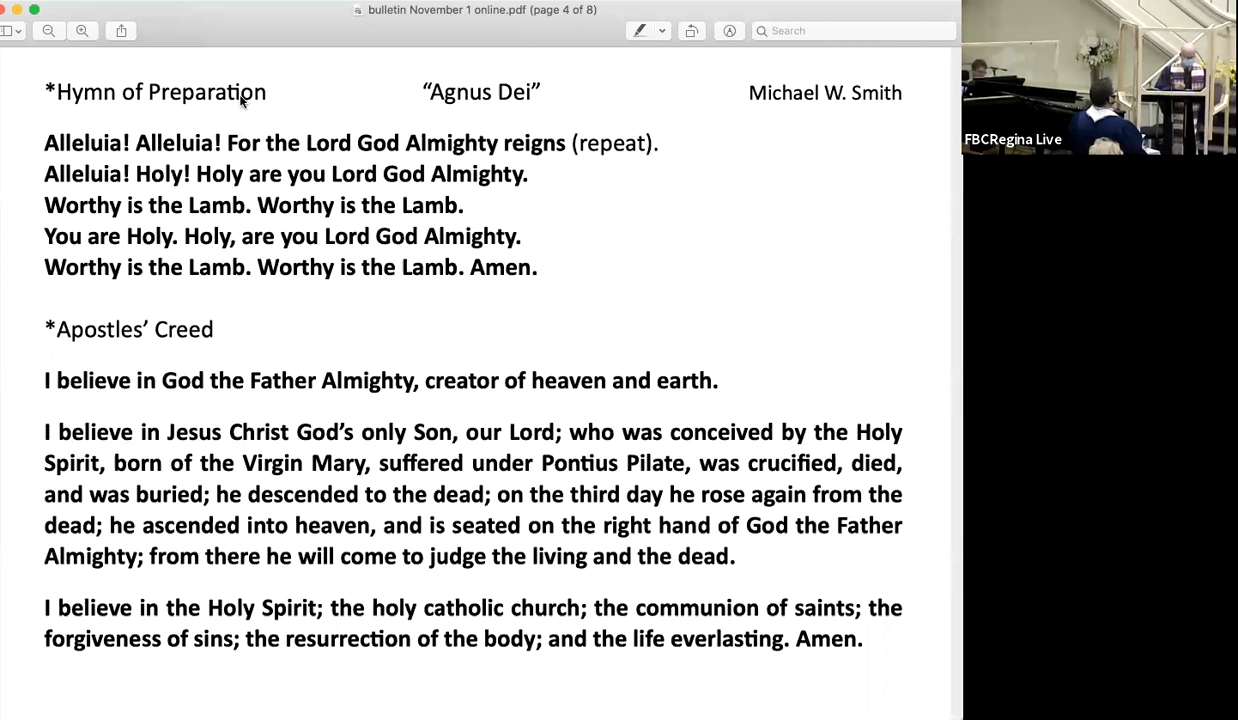 bulletin November 1 online.pdf (page 4 of 8)
Search
*Hymn of Preparation “Agnus Dei” Michael W. Smith
Alleluia! Alleluia! For the Lord God Almighty reigns (repeat).
Alleluia! Holy! Holy are you Lord God Almighty.
Worthy is the Lamb. Worthy is the Lamb.
You are Holy. Holy, are you Lord God Almighty.
Worthy is the Lamb. Worthy is the Lamb. Amen.
*Apostles’ Creed
I believe in God the Father Almighty, creator of heaven and earth.
I believe in Jesus Christ God’s only Son, our Lord; who was conceived by the Holy
Spirit, born of the Virgin Mary, suffered under Pontius Pilate, was crucified, died,
and was buried; he descended to the dead; on the third day he rose again from the
dead; he ascended into heaven, and is seated on the right hand of God the Father
Almighty; from there he will come to judge the living and the dead.
I believe in the Holy Spirit; the holy catholic church; the communion of saints; the
forgiveness of sins; the resurrection of the body; and the life everlasting. Amen.
FBCRegina Live